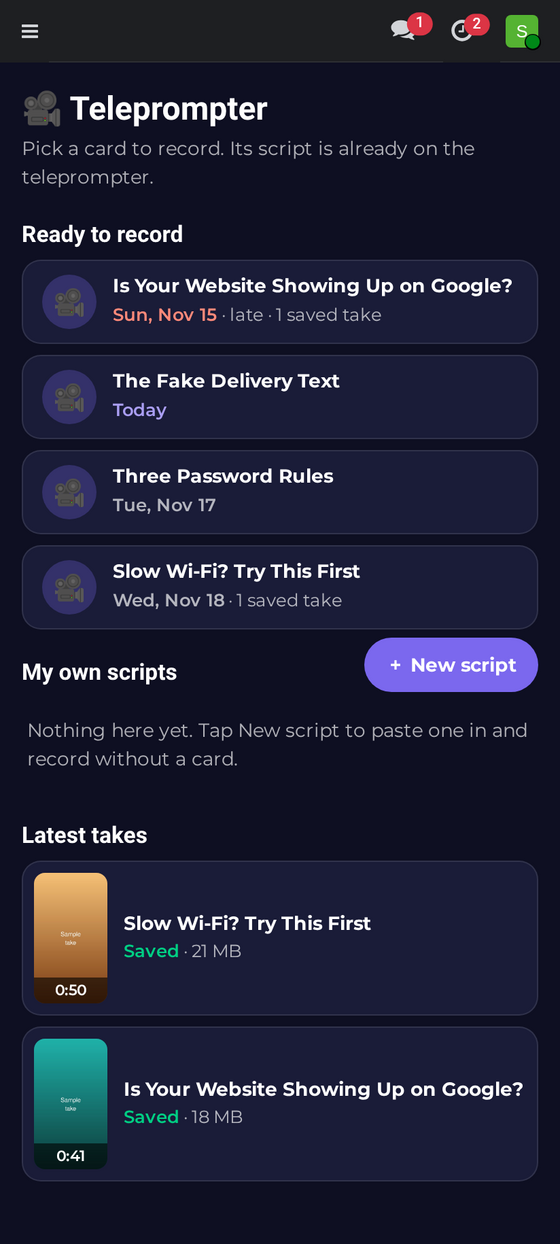 1
2
S
Teleprompter
Pick a card to record. Its script is already on the
teleprompter.
Ready to record
Is Your Website Showing Up on Google?
Sun, Nov 15 · late · 1 saved take
The Fake Delivery Text
Today
Three Password Rules
Tue, Nov 17
Slow Wi-Fi? Try This First
Wed, Nov 18 · 1 saved take
My own scripts
+ New script
Nothing here yet. Tap New script to paste one in and
record without a card.
Latest takes
Sample
take
0:50
Slow Wi-Fi? Try This First
Saved · 21 MB
Sample
take
0:41
Is Your Website Showing Up on Google?
Saved · 18 MB